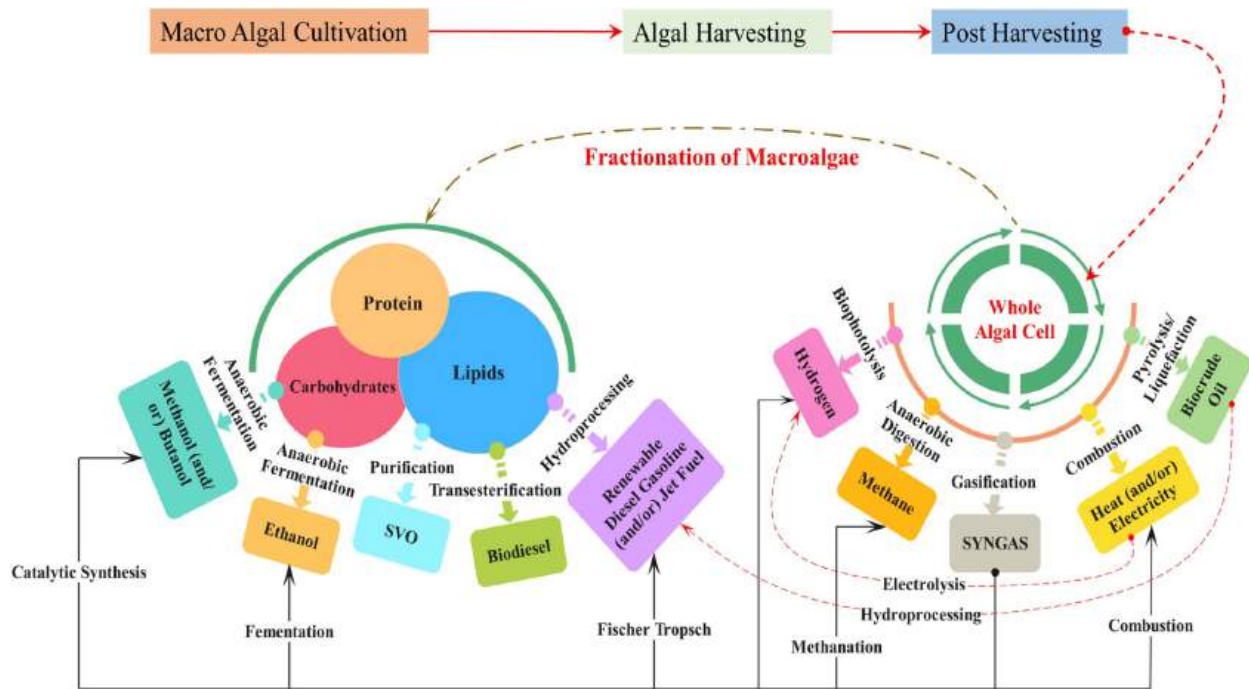 Macro Algal Cultivation
Algal Harvesting
Post Harvesting
Fractionation of Macroalgae
Protein
Carbohydrates
Lipids
Anaerobic
Fermentation
Methanol (and/
or) Butanol
Anaerobic
Fermentation
Ethanol
Purification
SVO
Transesterification
Biodiesel
Hydroprocessing
Renewable
Diesel Gasoline
(and/or) Jet Fuel
Whole
Algal Cell
Biophotolysis
Hydrogen
Anaerobic
Digestion
Methane
Gasification
SYNGAS
Combustion
Heat (and/or)
Electricity
Pyrolysis/
Liquefaction
Biocrude
Oil
Electrolysis
Hydroprocessing
Catalytic Synthesis
Fementation
Fischer Tropsch
Methanation
Combustion